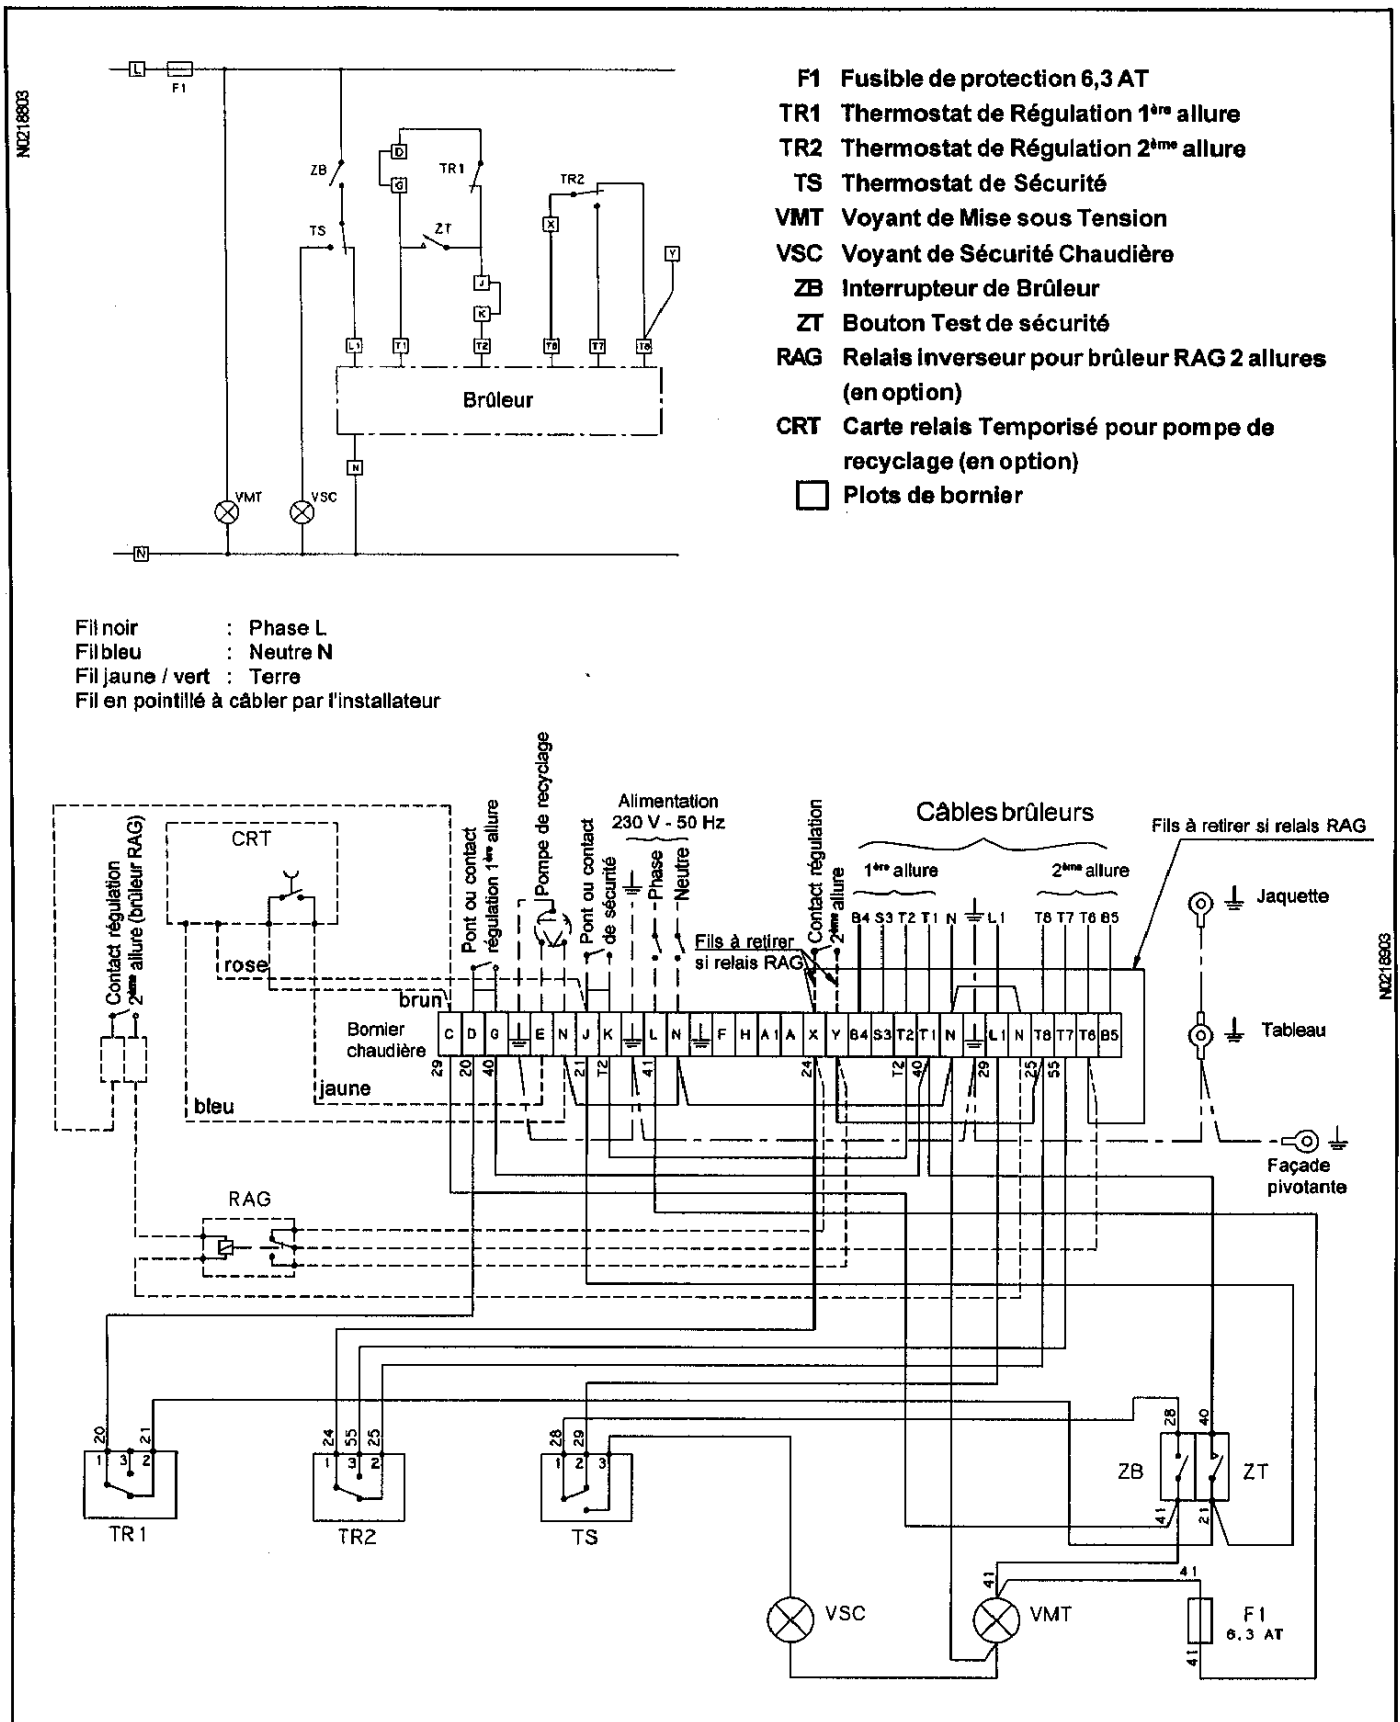 N0218803
L
F1
ZB
TS
D
G
TR1
ZT
J
K
TR2
X
Y
L1
T1
T2
T6
T7
T8
Brûleur
N
VMT
VSC
N
F1 Fusible de protection 6,3 AT
TR1 Thermostat de Régulation 1ère allure
TR2 Thermostat de Régulation 2ème allure
TS Thermostat de Sécurité
VMT Voyant de Mise sous Tension
VSC Voyant de Sécurité Chaudière
ZB Interrupteur de Brûleur
ZT Bouton Test de sécurité
RAG Relais inverseur pour brûleur RAG 2 allures
(en option)
CRT Carte relais Temporisé pour pompe de
recyclage (en option)
Plots de bornier
Fil noir : Phase L
Fil bleu : Neutre N
Fil jaune / vert : Terre
Fil en pointillé à câbler par l'installateur
Contact régulation
2ème allure (brûleur RAG)
CRT
rose
brun
bleu
jaune
Pont ou contact
régulation 1ère allure
Pompe de recyclage
Pont ou contact
de sécurité
Alimentation
230 V - 50 Hz
Phase
Neutre
Fils à retirer
si relais RAG
Contact régulation
2ème allure
Câbles brûleurs
1ère allure
2ème allure
B4 S3 T2 T1 N L1 T8 T7 T6 B5
Fils à retirer si relais RAG
Jaquette
Tableau
Façade
pivotante
N0218903
Bornier
chaudière
C D G E N J K L N F H A1 A X Y B4 S3 T2 T1 N L1 N T8 T7 T6 B5
29 20 40 21 T2 41 24 T2 40 29 25 55
RAG
20 21
1 3 2
TR1
24 55 25
1 3 2
TR2
28 29
1 2 3
TS
28 40
ZB
ZT
41 21
VSC
41
VMT
41
F1
6,3 AT
41